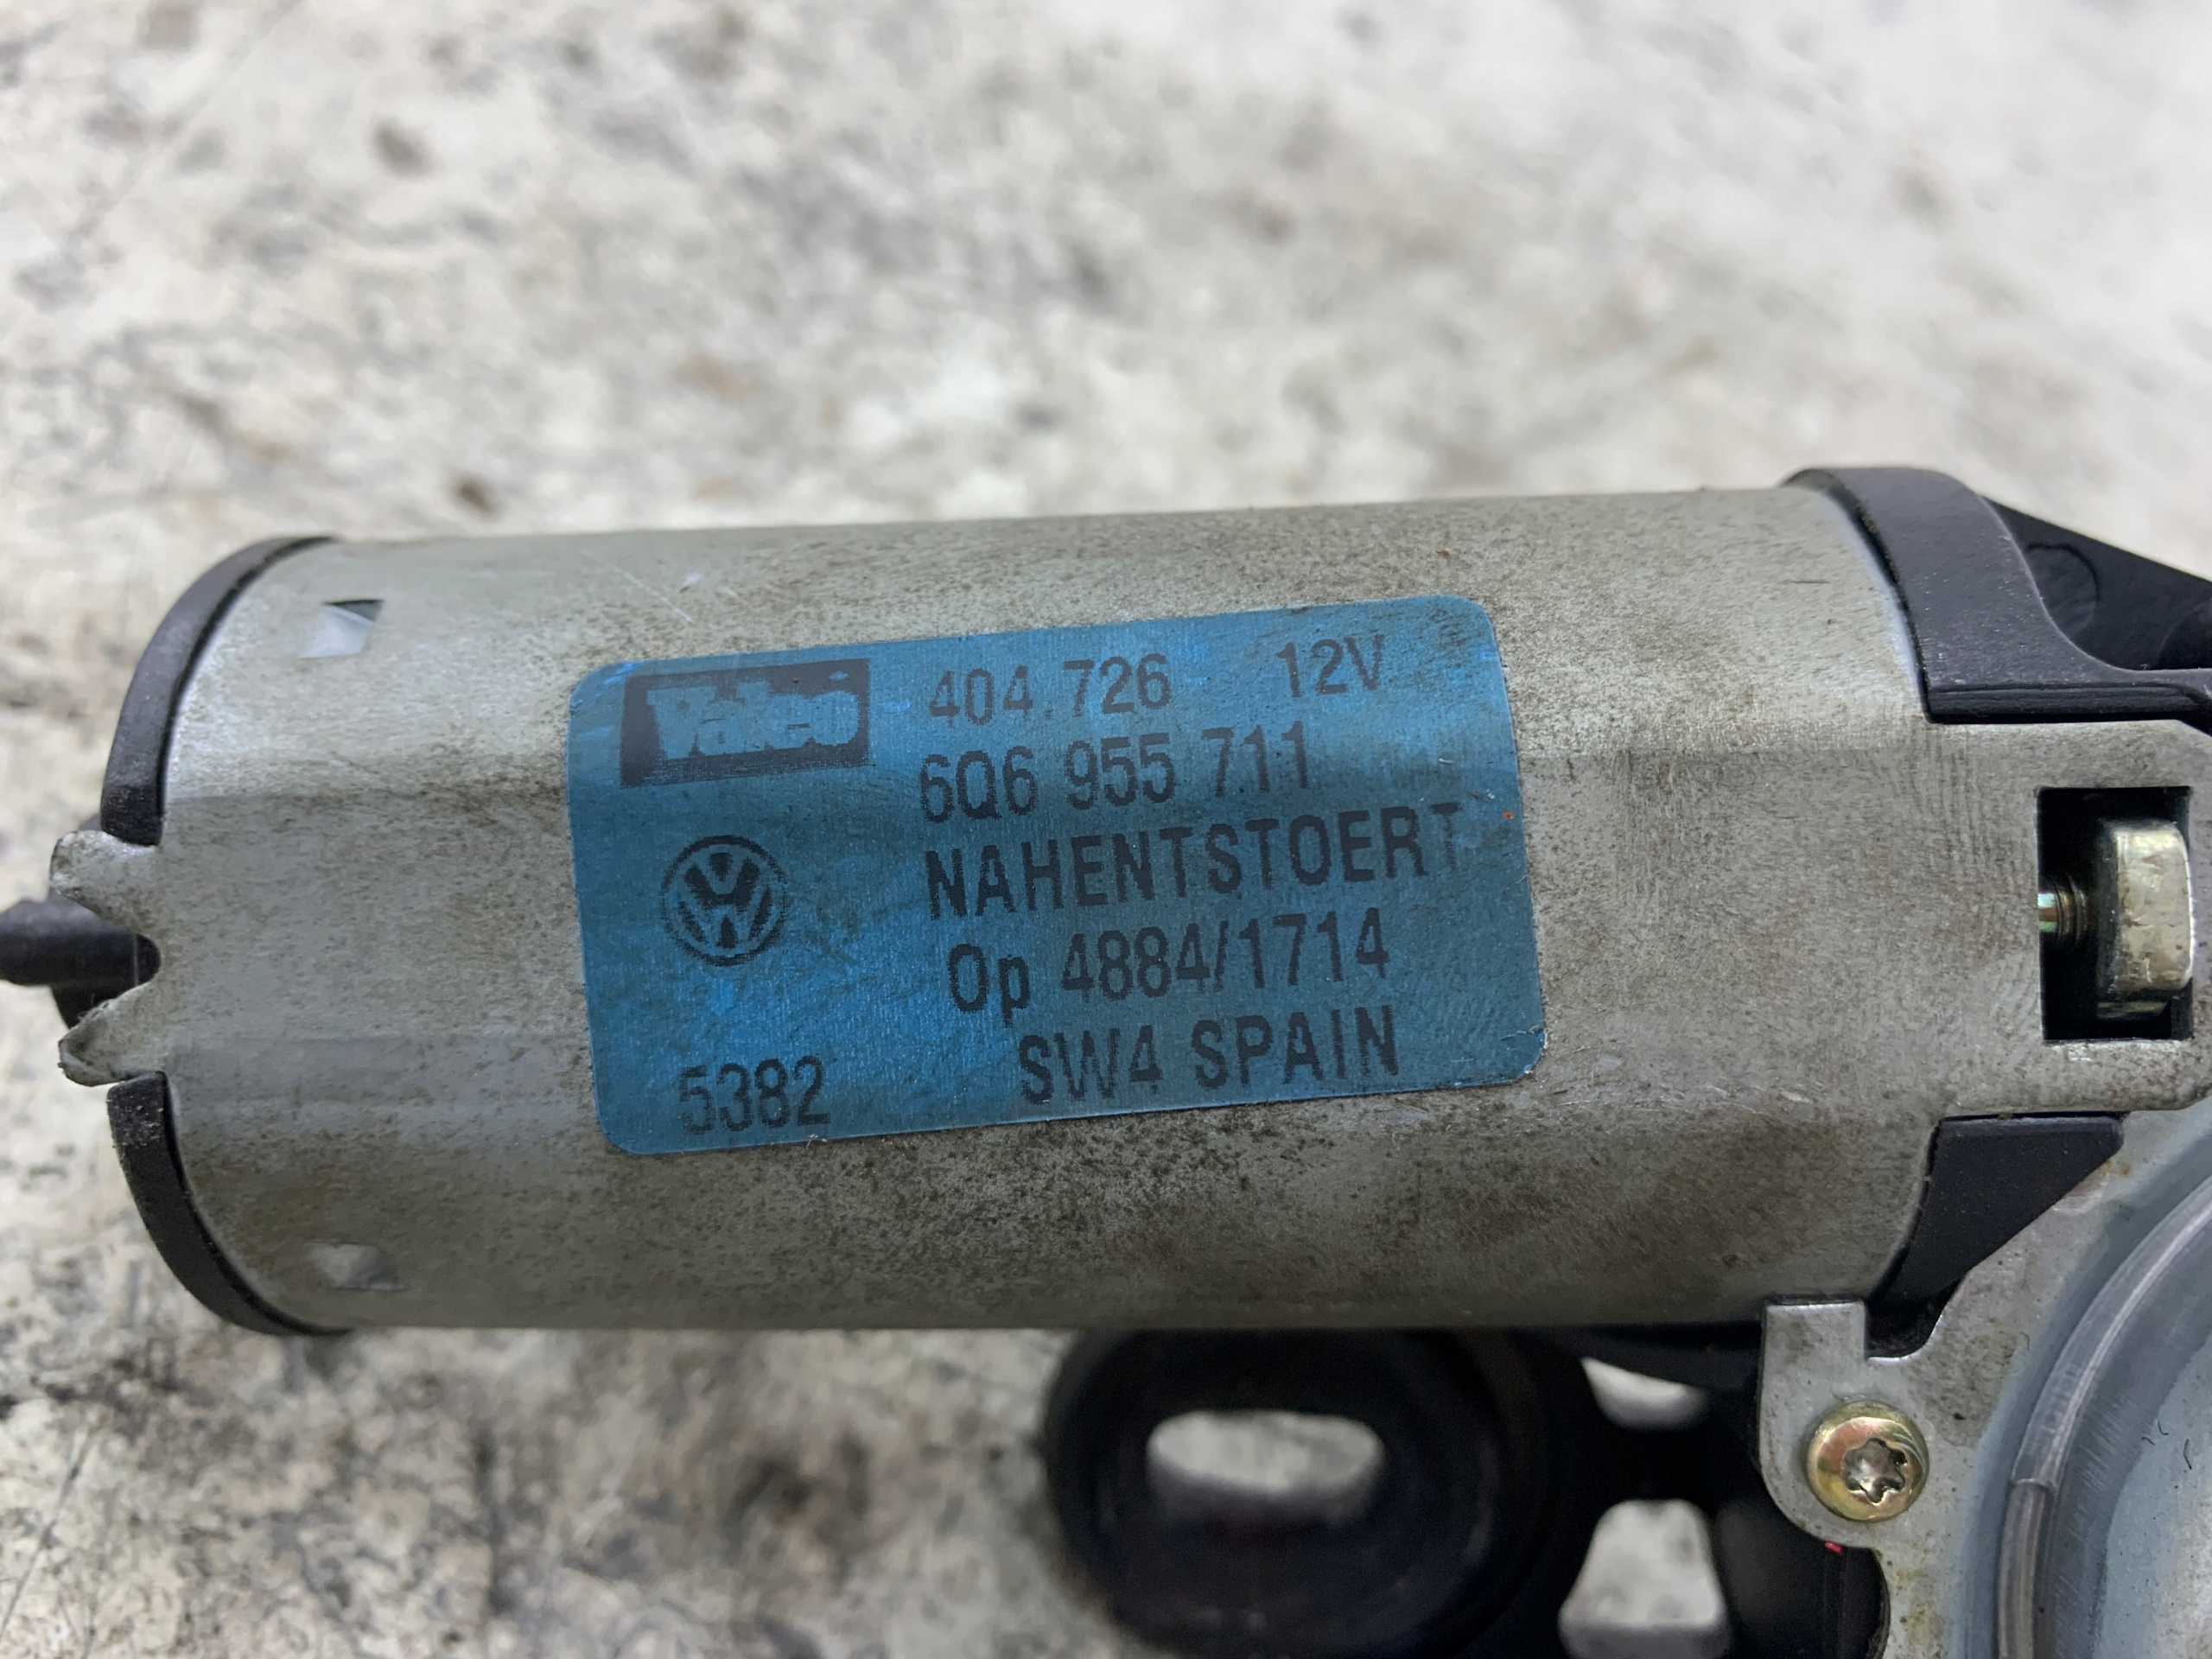 Valeo 404.726 12V
6Q6 955 711
NAHENTSTOERT
Op 4884/1714
5382 SW4 SPAIN